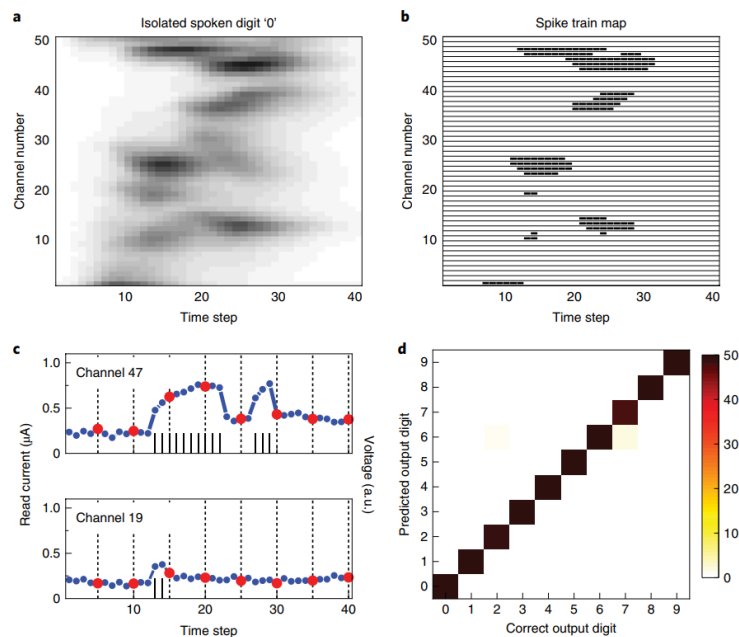 a
Isolated spoken digit ‘0’
50
40
30
20
10
Channel number
10 20 30 40
Time step
b
Spike train map
50
40
30
20
10
Channel number
10 20 30 40
Time step
c
Channel 47
1.0
0.5
0
Channel 19
1.0
0.5
0
Read current (μA)
Voltage (a.u.)
0 10 20 30 40
Time step
d
9
8
7
6
5
4
3
2
1
0
Predicted output digit
0 1 2 3 4 5 6 7 8 9
Correct output digit
50
40
30
20
10
0